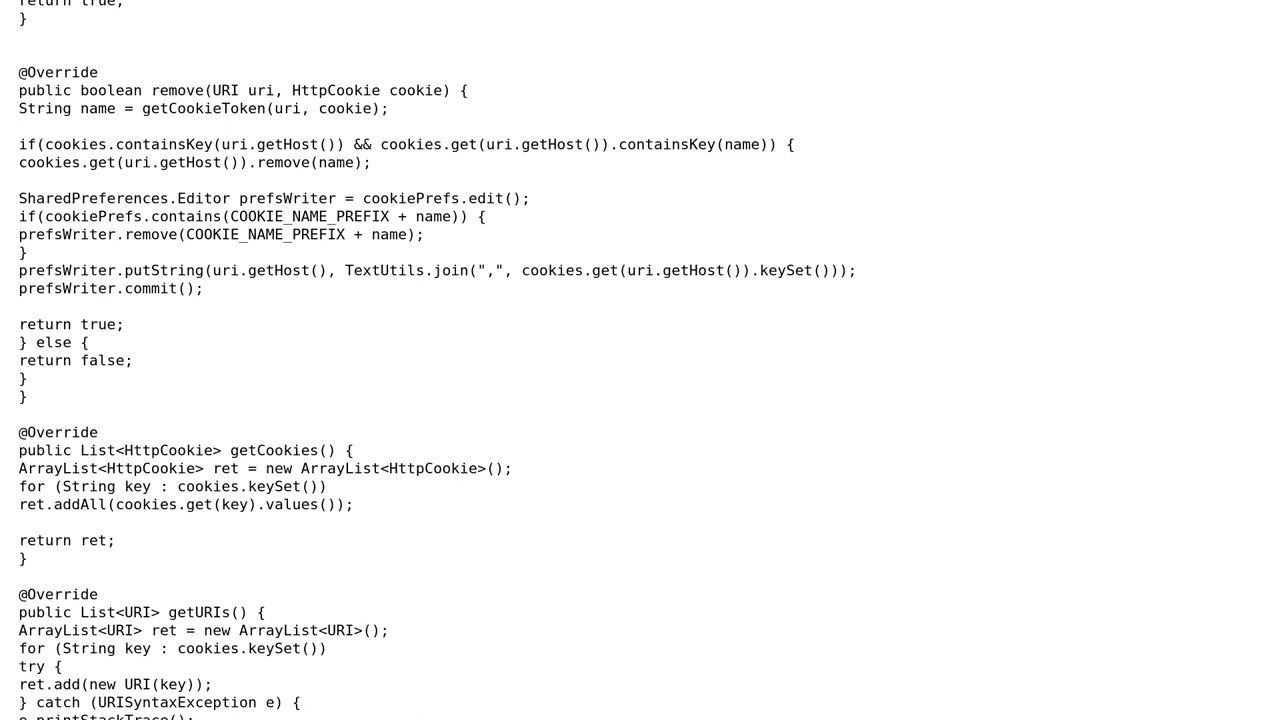 return true;
}
@Override
public boolean remove(URI uri, HttpCookie cookie) {
String name = getCookieToken(uri, cookie);
if(cookies.containsKey(uri.getHost()) && cookies.get(uri.getHost()).containsKey(name)) {
cookies.get(uri.getHost()).remove(name);
SharedPreferences.Editor prefsWriter = cookiePrefs.edit();
if(cookiePrefs.contains(COOKIE_NAME_PREFIX + name)) {
prefsWriter.remove(COOKIE_NAME_PREFIX + name);
}
prefsWriter.putString(uri.getHost(), TextUtils.join(",", cookies.get(uri.getHost()).keySet()));
prefsWriter.commit();
return true;
} else {
return false;
}
}
@Override
public List<HttpCookie> getCookies() {
ArrayList<HttpCookie> ret = new ArrayList<HttpCookie>();
for (String key : cookies.keySet())
ret.addAll(cookies.get(key).values());
return ret;
}
@Override
public List<URI> getURIs() {
ArrayList<URI> ret = new ArrayList<URI>();
for (String key : cookies.keySet())
try {
ret.add(new URI(key));
} catch (URISyntaxException e) {
e.printStackTrace();